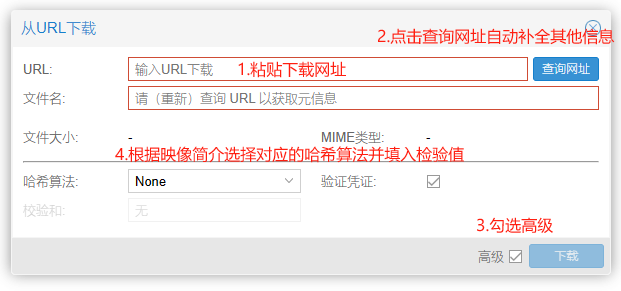 从URL下载
2.点击查询网址自动补全其他信息
URL: 输入URL下载 1.粘贴下载网址 查询网址
文件名: 请（重新）查询 URL 以获取元信息
文件大小: - MIME类型: -
4.根据映像简介选择对应的哈希算法并填入检验值
哈希算法: None 验证凭证:
校验和: 无
3.勾选高级
高级 下载